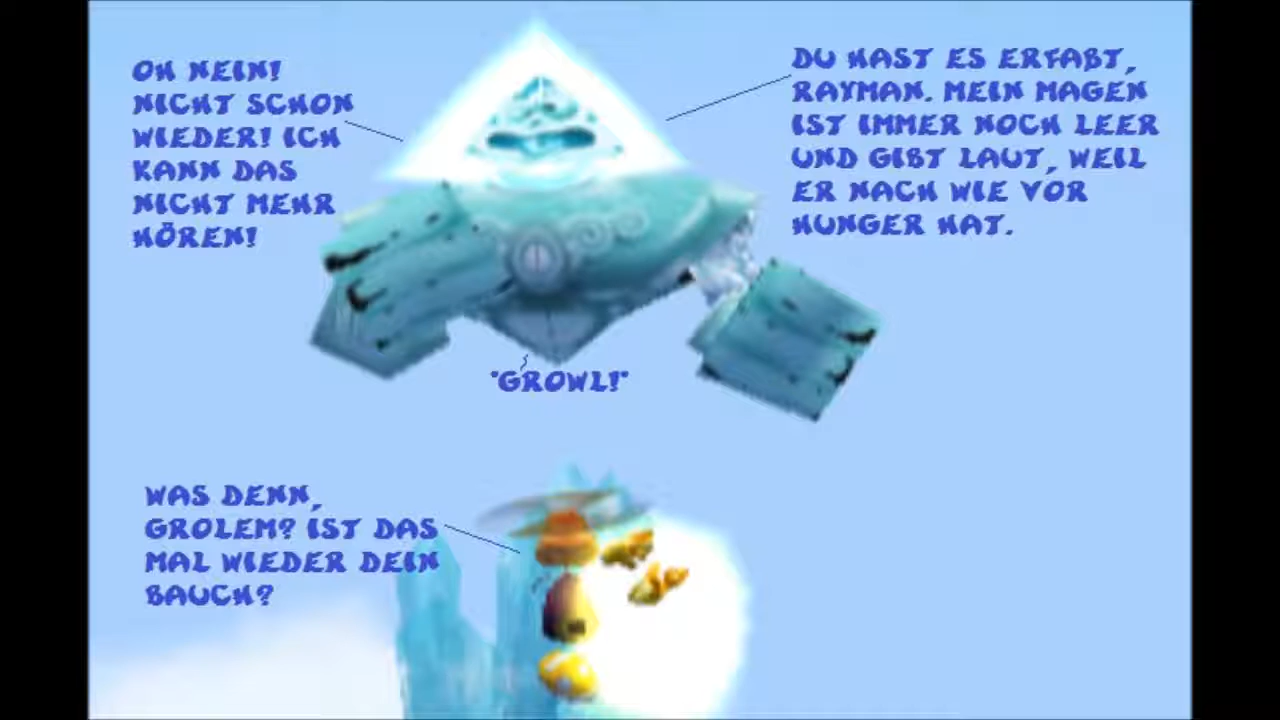 OH NEIN!
NICHT SCHON
WIEDER! ICH
KANN DAS
NICHT MEHR
HÖREN!
DU HAST ES ERFAßT,
RAYMAN. MEIN MAGEN
IST IMMER NOCH LEER
UND GIBT LAUT, WEIL
ER NACH WIE VOR
HUNGER HAT.
"GROWL!"
WAS DENN,
GROLEM? IST DAS
MAL WIEDER DEIN
BAUCH?